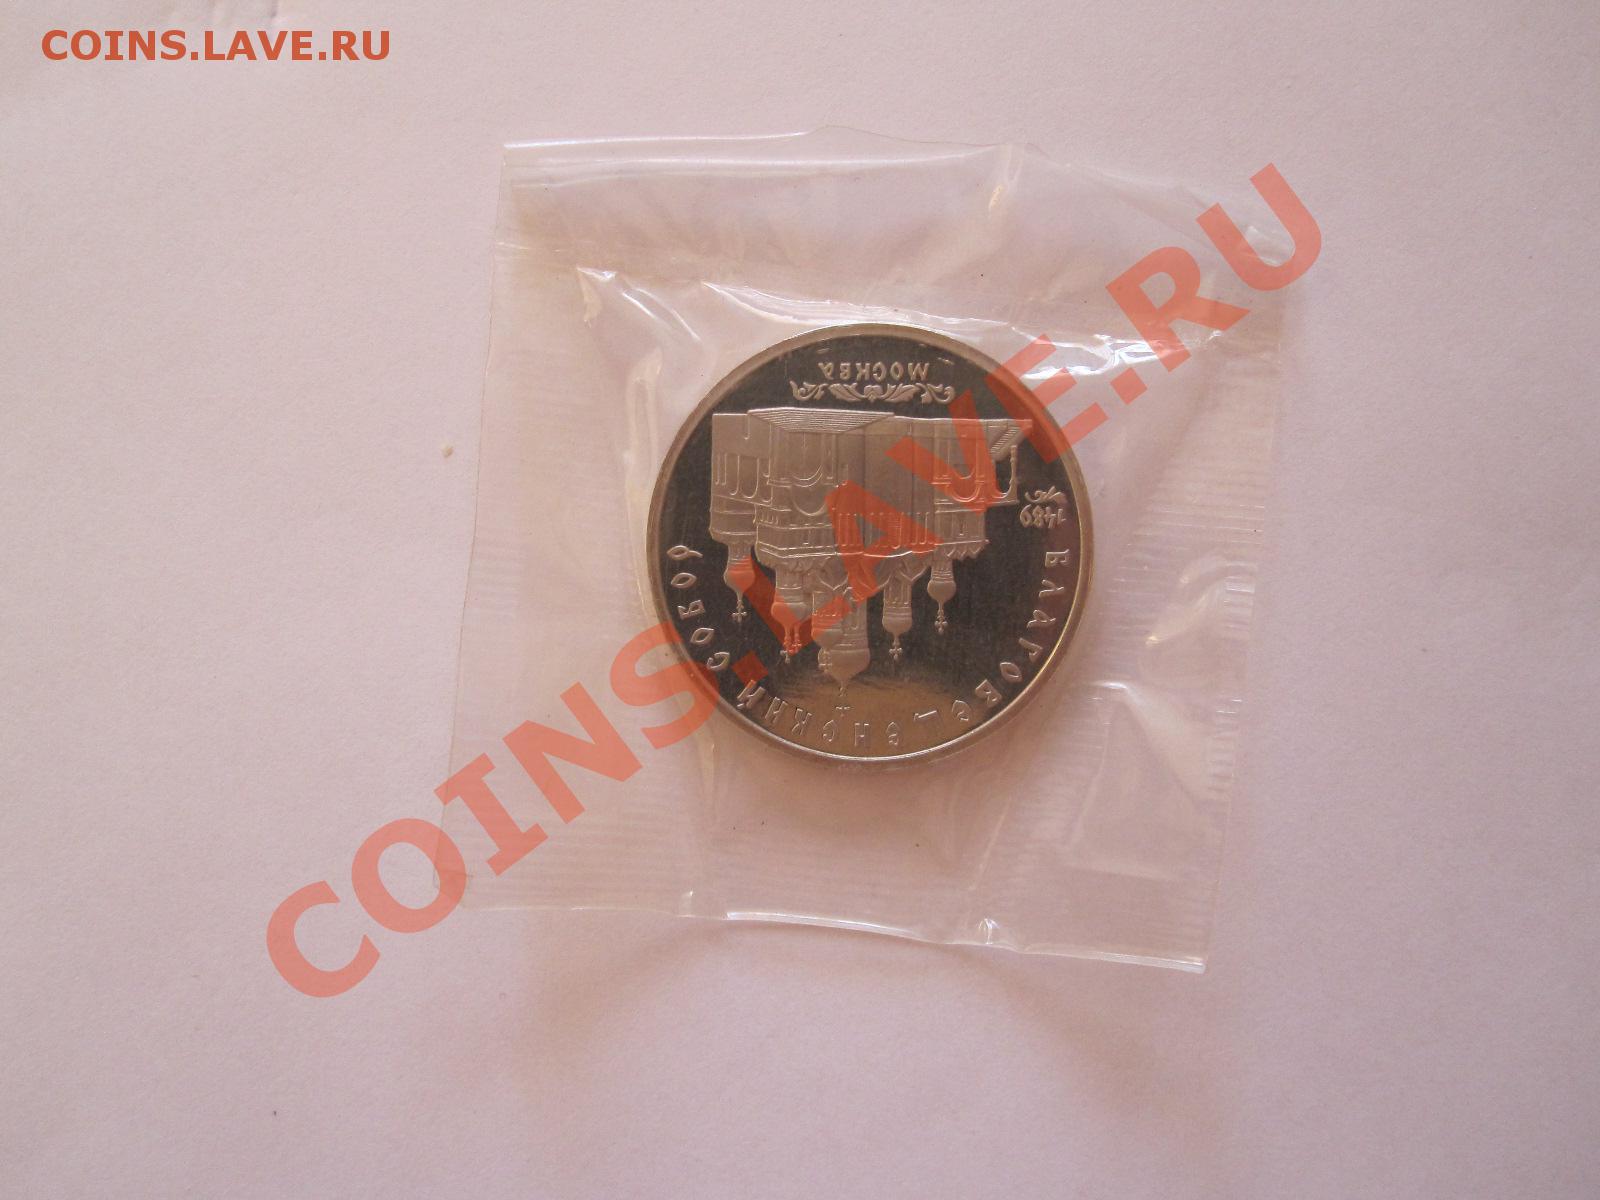 COINS.LAVE.RU
COINS.LAVE.RU
1489
БЛАГОВЕЩЕНСКИЙ СОБОР
МОСКВА